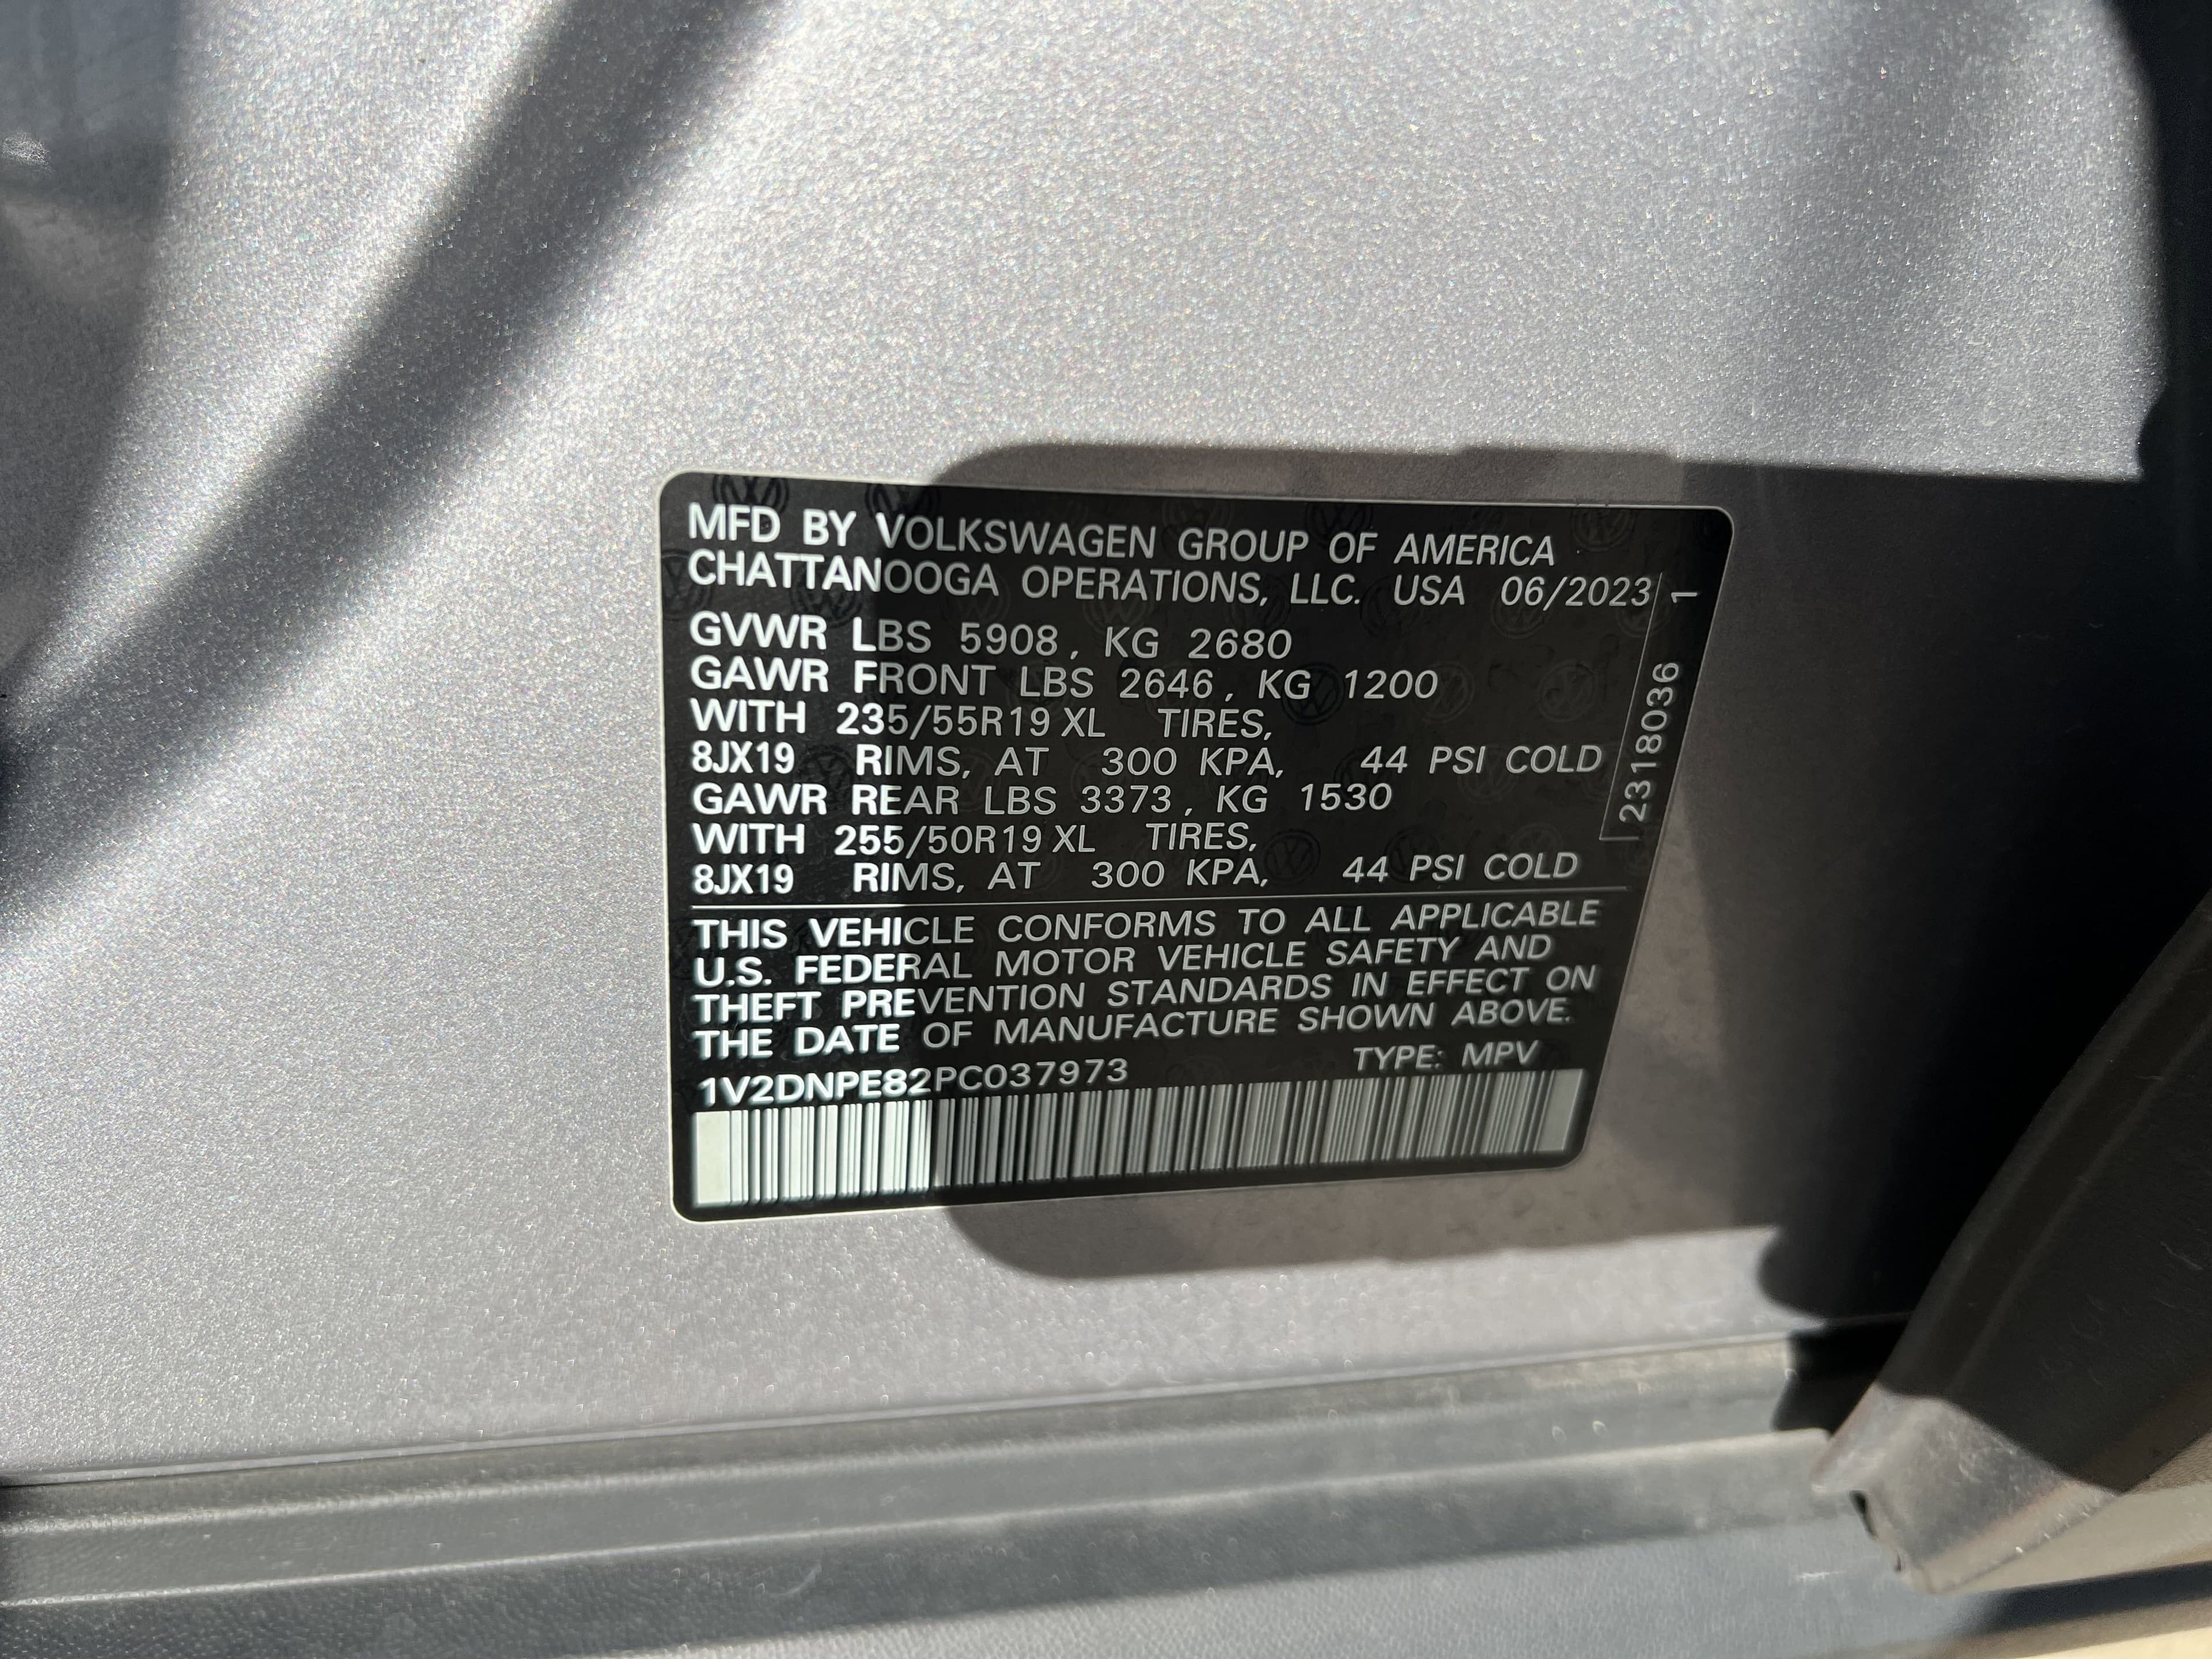 MFD BY VOLKSWAGEN GROUP OF AMERICA
CHATTANOOGA OPERATIONS, LLC. USA 06/2023
GVWR LBS 5908, KG 2680
GAWR FRONT LBS 2646, KG 1200
WITH 235/55R19 XL TIRES,
8JX19 RIMS, AT 300 KPA, 44 PSI COLD
GAWR REAR LBS 3373, KG 1530
WITH 255/50R19 XL TIRES,
8JX19 RIMS, AT 300 KPA, 44 PSI COLD
THIS VEHICLE CONFORMS TO ALL APPLICABLE
U.S. FEDERAL MOTOR VEHICLE SAFETY AND
THEFT PREVENTION STANDARDS IN EFFECT ON
THE DATE OF MANUFACTURE SHOWN ABOVE.
1V2DNPE82PC037973 TYPE: MPV
2318036 1